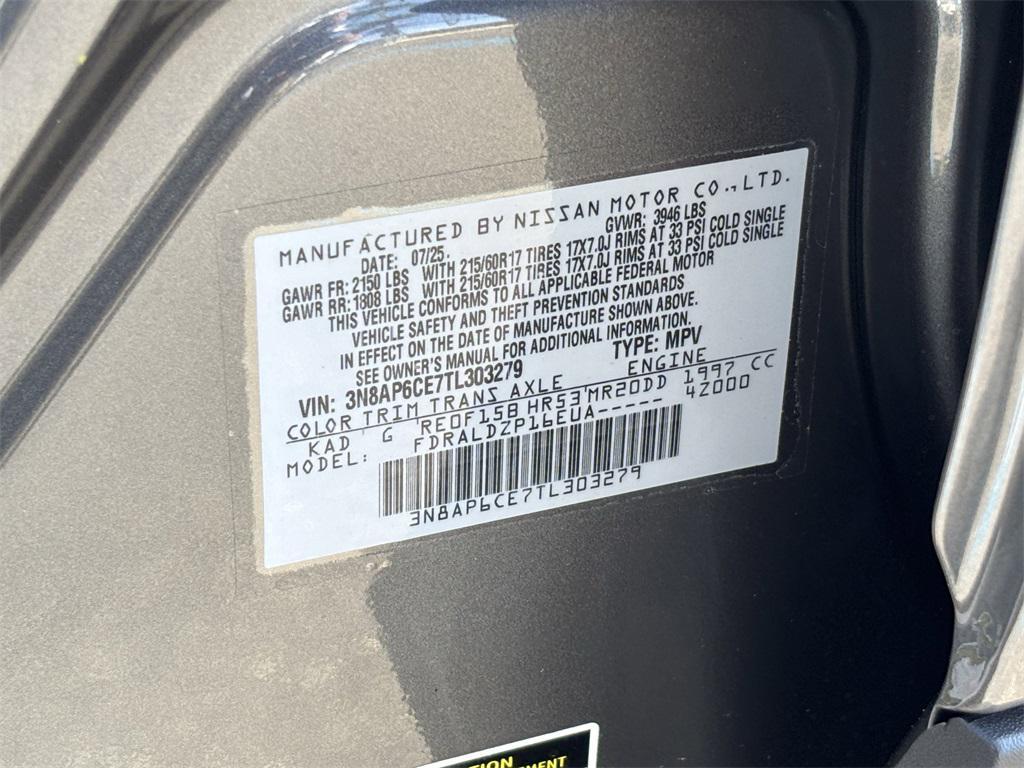 MANUFACTURED BY NISSAN MOTOR CO.,LTD.
DATE: 07/25. GVWR: 3946 LBS
GAWR FR: 2150 LBS WITH 215/60R17 TIRES 17X7.0J RIMS AT 33 PSI COLD SINGLE
GAWR RR: 1808 LBS WITH 215/60R17 TIRES 17X7.0J RIMS AT 33 PSI COLD SINGLE
THIS VEHICLE CONFORMS TO ALL APPLICABLE FEDERAL MOTOR
VEHICLE SAFETY AND THEFT PREVENTION STANDARDS
IN EFFECT ON THE DATE OF MANUFACTURE SHOWN ABOVE.
SEE OWNER'S MANUAL FOR ADDITIONAL INFORMATION.
VIN: 3N8AP6CE7TL303279 TYPE: MPV
COLOR TRIM TRANS AXLE ENGINE
KAD G RE0F15B HR53 MR20DD 1997 CC
MODEL: FDRALDZP16EUA----- 42000
3N8AP6CE7TL303279